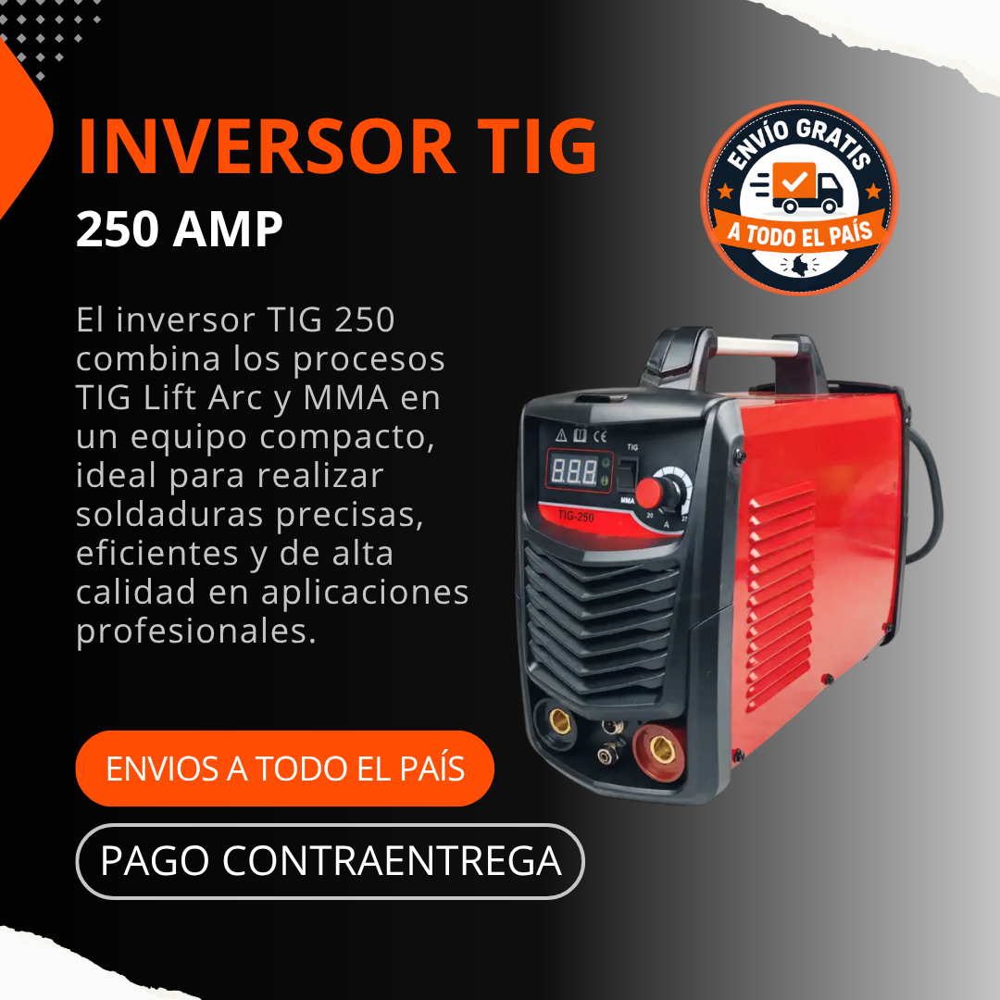 INVERSOR TIG
250 AMP
ENVÍO GRATIS
A TODO EL PAÍS
El inversor TIG 250
combina los procesos
TIG Lift Arc y MMA en
un equipo compacto,
ideal para realizar
soldaduras precisas,
eficientes y de alta
calidad en aplicaciones
profesionales.
CE
TIG
8.8.8.
MMA
20
A
TIG-250
ENVIOS A TODO EL PAÍS
PAGO CONTRAENTREGA